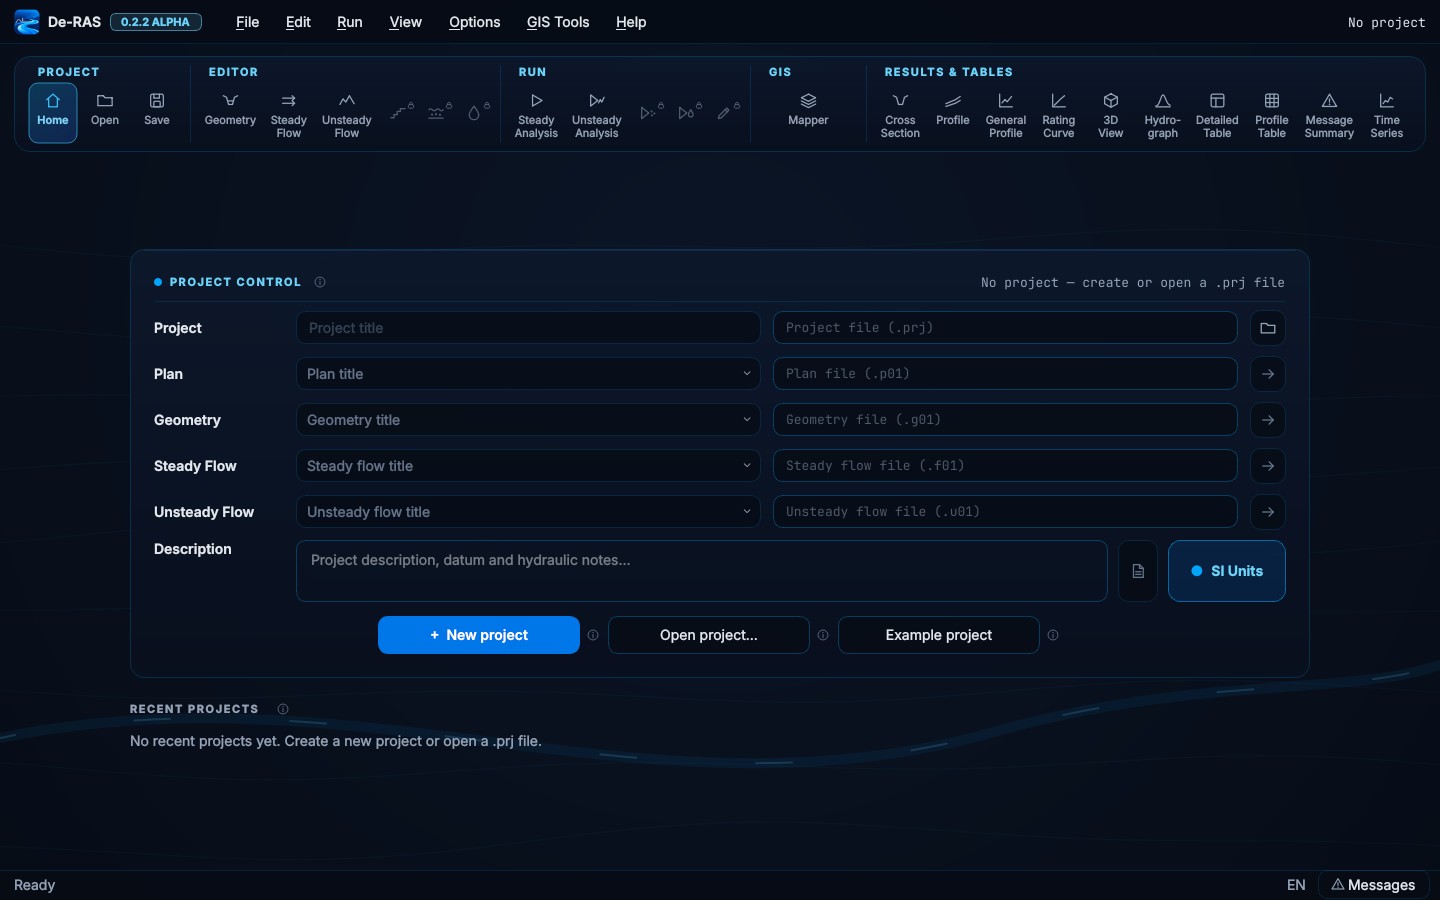 De-RAS 0.2.2 ALPHA File Edit Run View Options GIS Tools Help No project
PROJECT EDITOR RUN GIS RESULTS & TABLES
Home Open Save Geometry Steady Flow Unsteady Flow Steady Analysis Unsteady Analysis Mapper Cross Section Profile General Profile Rating Curve 3D View Hydro-graph Detailed Table Profile Table Message Summary Time Series
PROJECT CONTROL No project — create or open a .prj file
Project Project title Project file (.prj)
Plan Plan title Plan file (.p01)
Geometry Geometry title Geometry file (.g01)
Steady Flow Steady flow title Steady flow file (.f01)
Unsteady Flow Unsteady flow title Unsteady flow file (.u01)
Description Project description, datum and hydraulic notes... SI Units
+ New project Open project... Example project
RECENT PROJECTS
No recent projects yet. Create a new project or open a .prj file.
Ready EN Messages